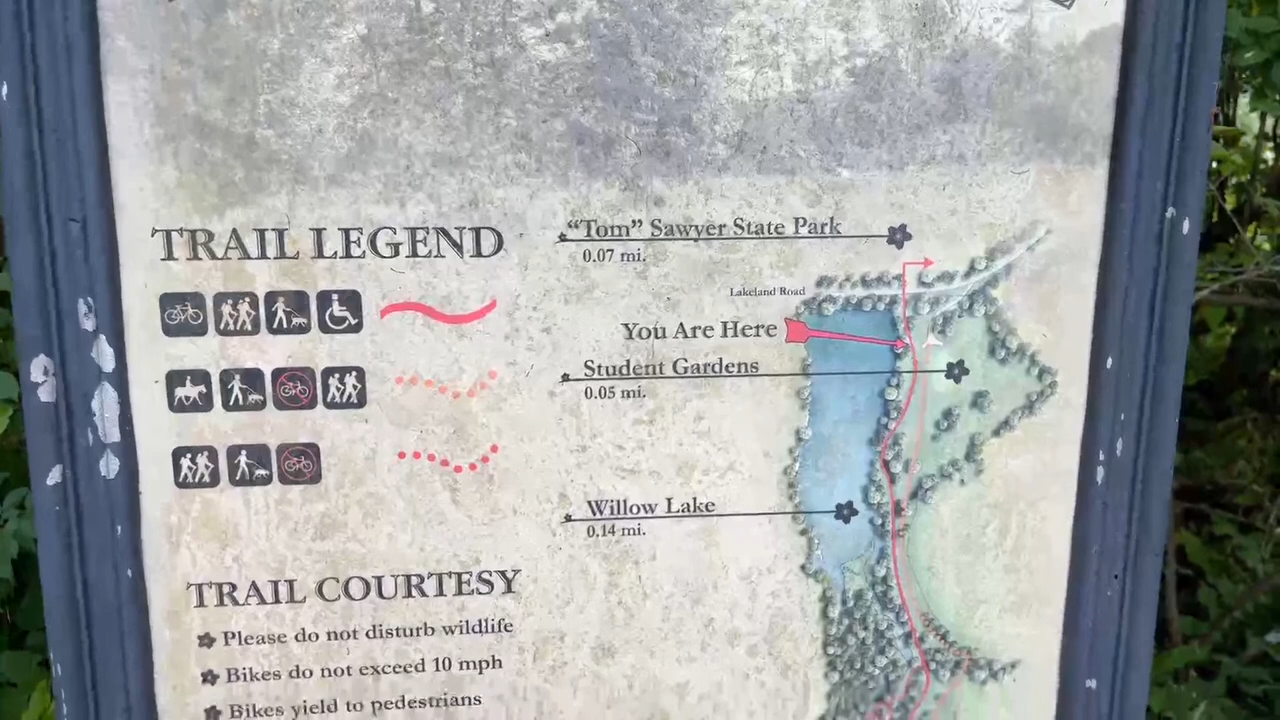 TRAIL LEGEND
"Tom" Sawyer State Park
0.07 mi.
Lakeland Road
You Are Here
Student Gardens
0.05 mi.
Willow Lake
0.14 mi.
TRAIL COURTESY
Please do not disturb wildlife
Bikes do not exceed 10 mph
Bikes yield to pedestrians